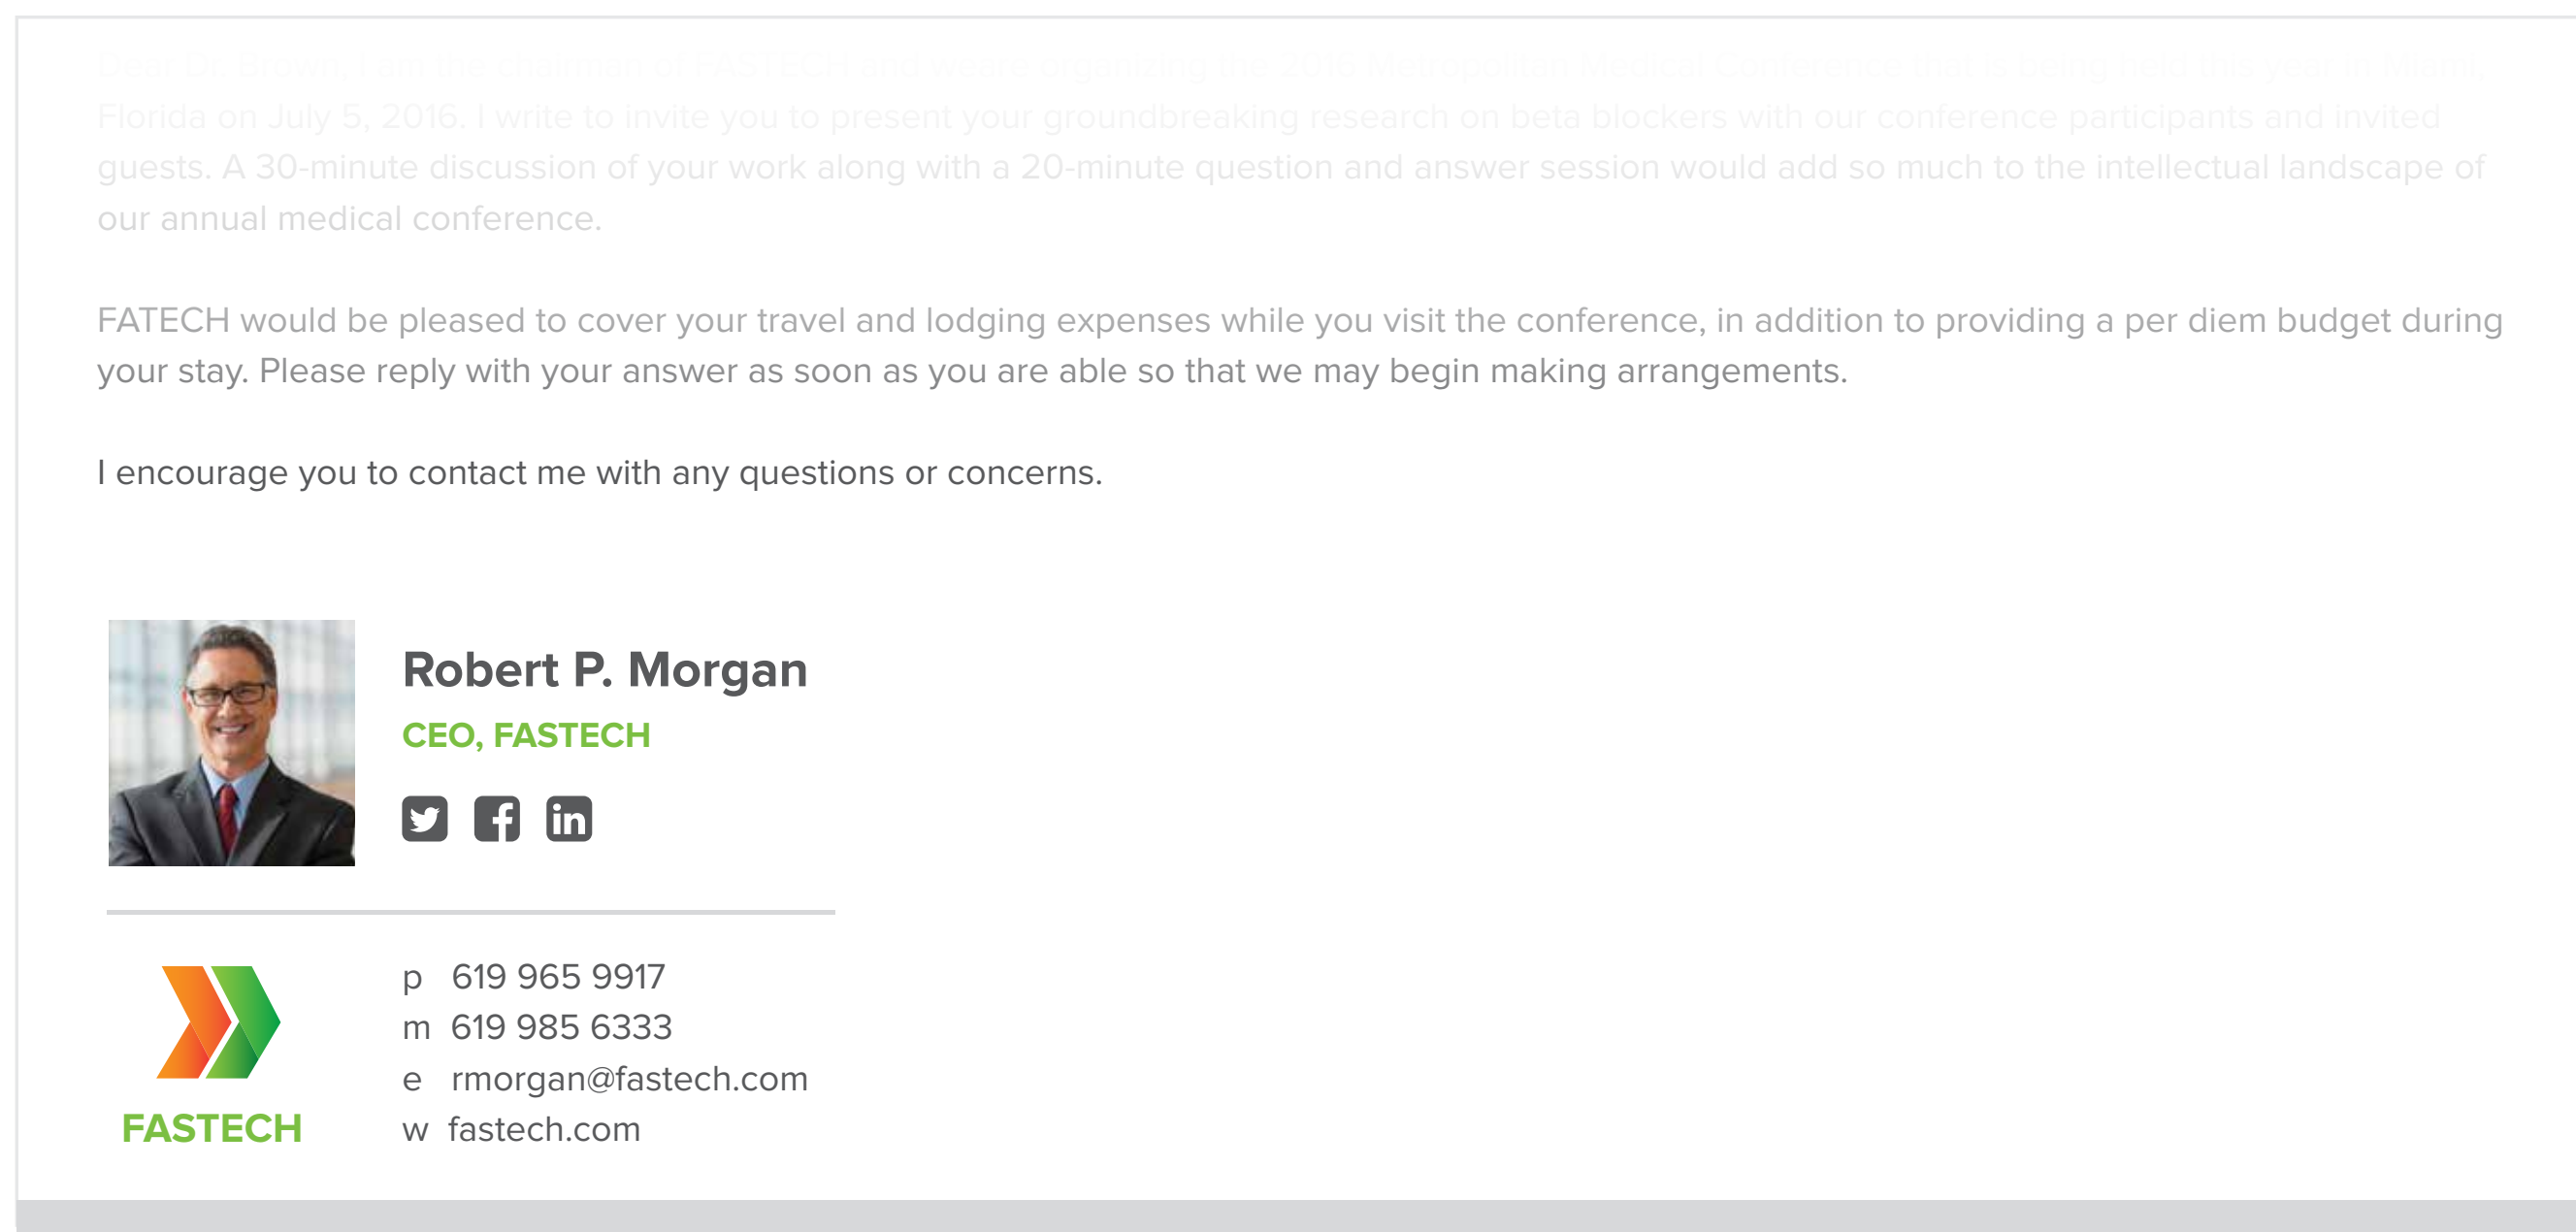 Dear Dr. Brown, I am the chairman of FASTECH and weare organizing the 2016 Metropolitan Medical Conference that is being held this year in Miami,
Florida on July 5, 2016. I write to invite you to present your groundbreaking research on beta blockers with our conference participants and invited
guests. A 30-minute discussion of your work along with a 20-minute question and answer session would add so much to the intellectual landscape of
our annual medical conference.
FATECH would be pleased to cover your travel and lodging expenses while you visit the conference, in addition to providing a per diem budget during
your stay. Please reply with your answer as soon as you are able so that we may begin making arrangements.
I encourage you to contact me with any questions or concerns.
Robert P. Morgan
CEO, FASTECH
in
p 619 965 9917
m 619 985 6333
e rmorgan@fastech.com
w fastech.com
FASTECH